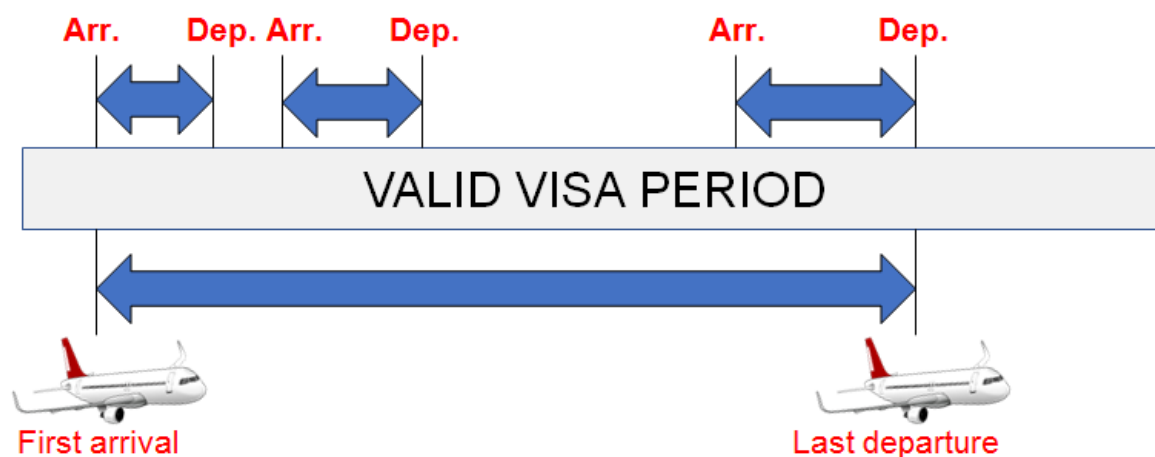 Arr. Dep. Arr. Dep. Arr. Dep.
VALID VISA PERIOD
First arrival Last departure